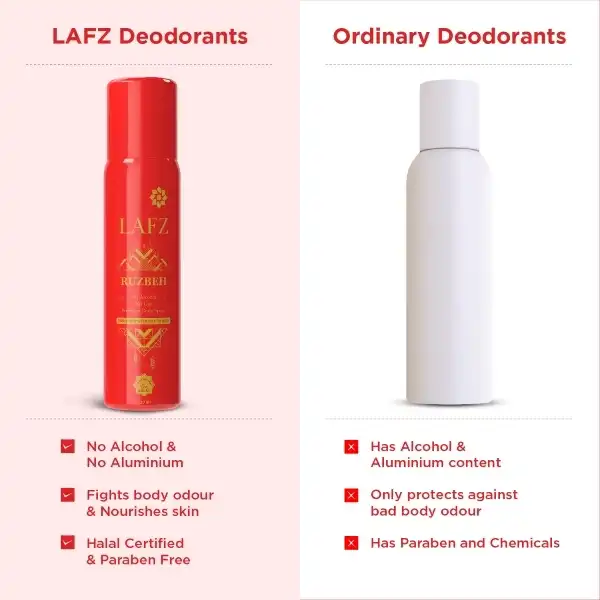 LAFZ Deodorants
LAFZ
RUZBEH
No Alcohol &
No Aluminium
Fights body odour
& Nourishes skin
Halal Certified
& Paraben Free
Ordinary Deodorants
Has Alcohol &
Aluminium content
Only protects against
bad body odour
Has Paraben and Chemicals